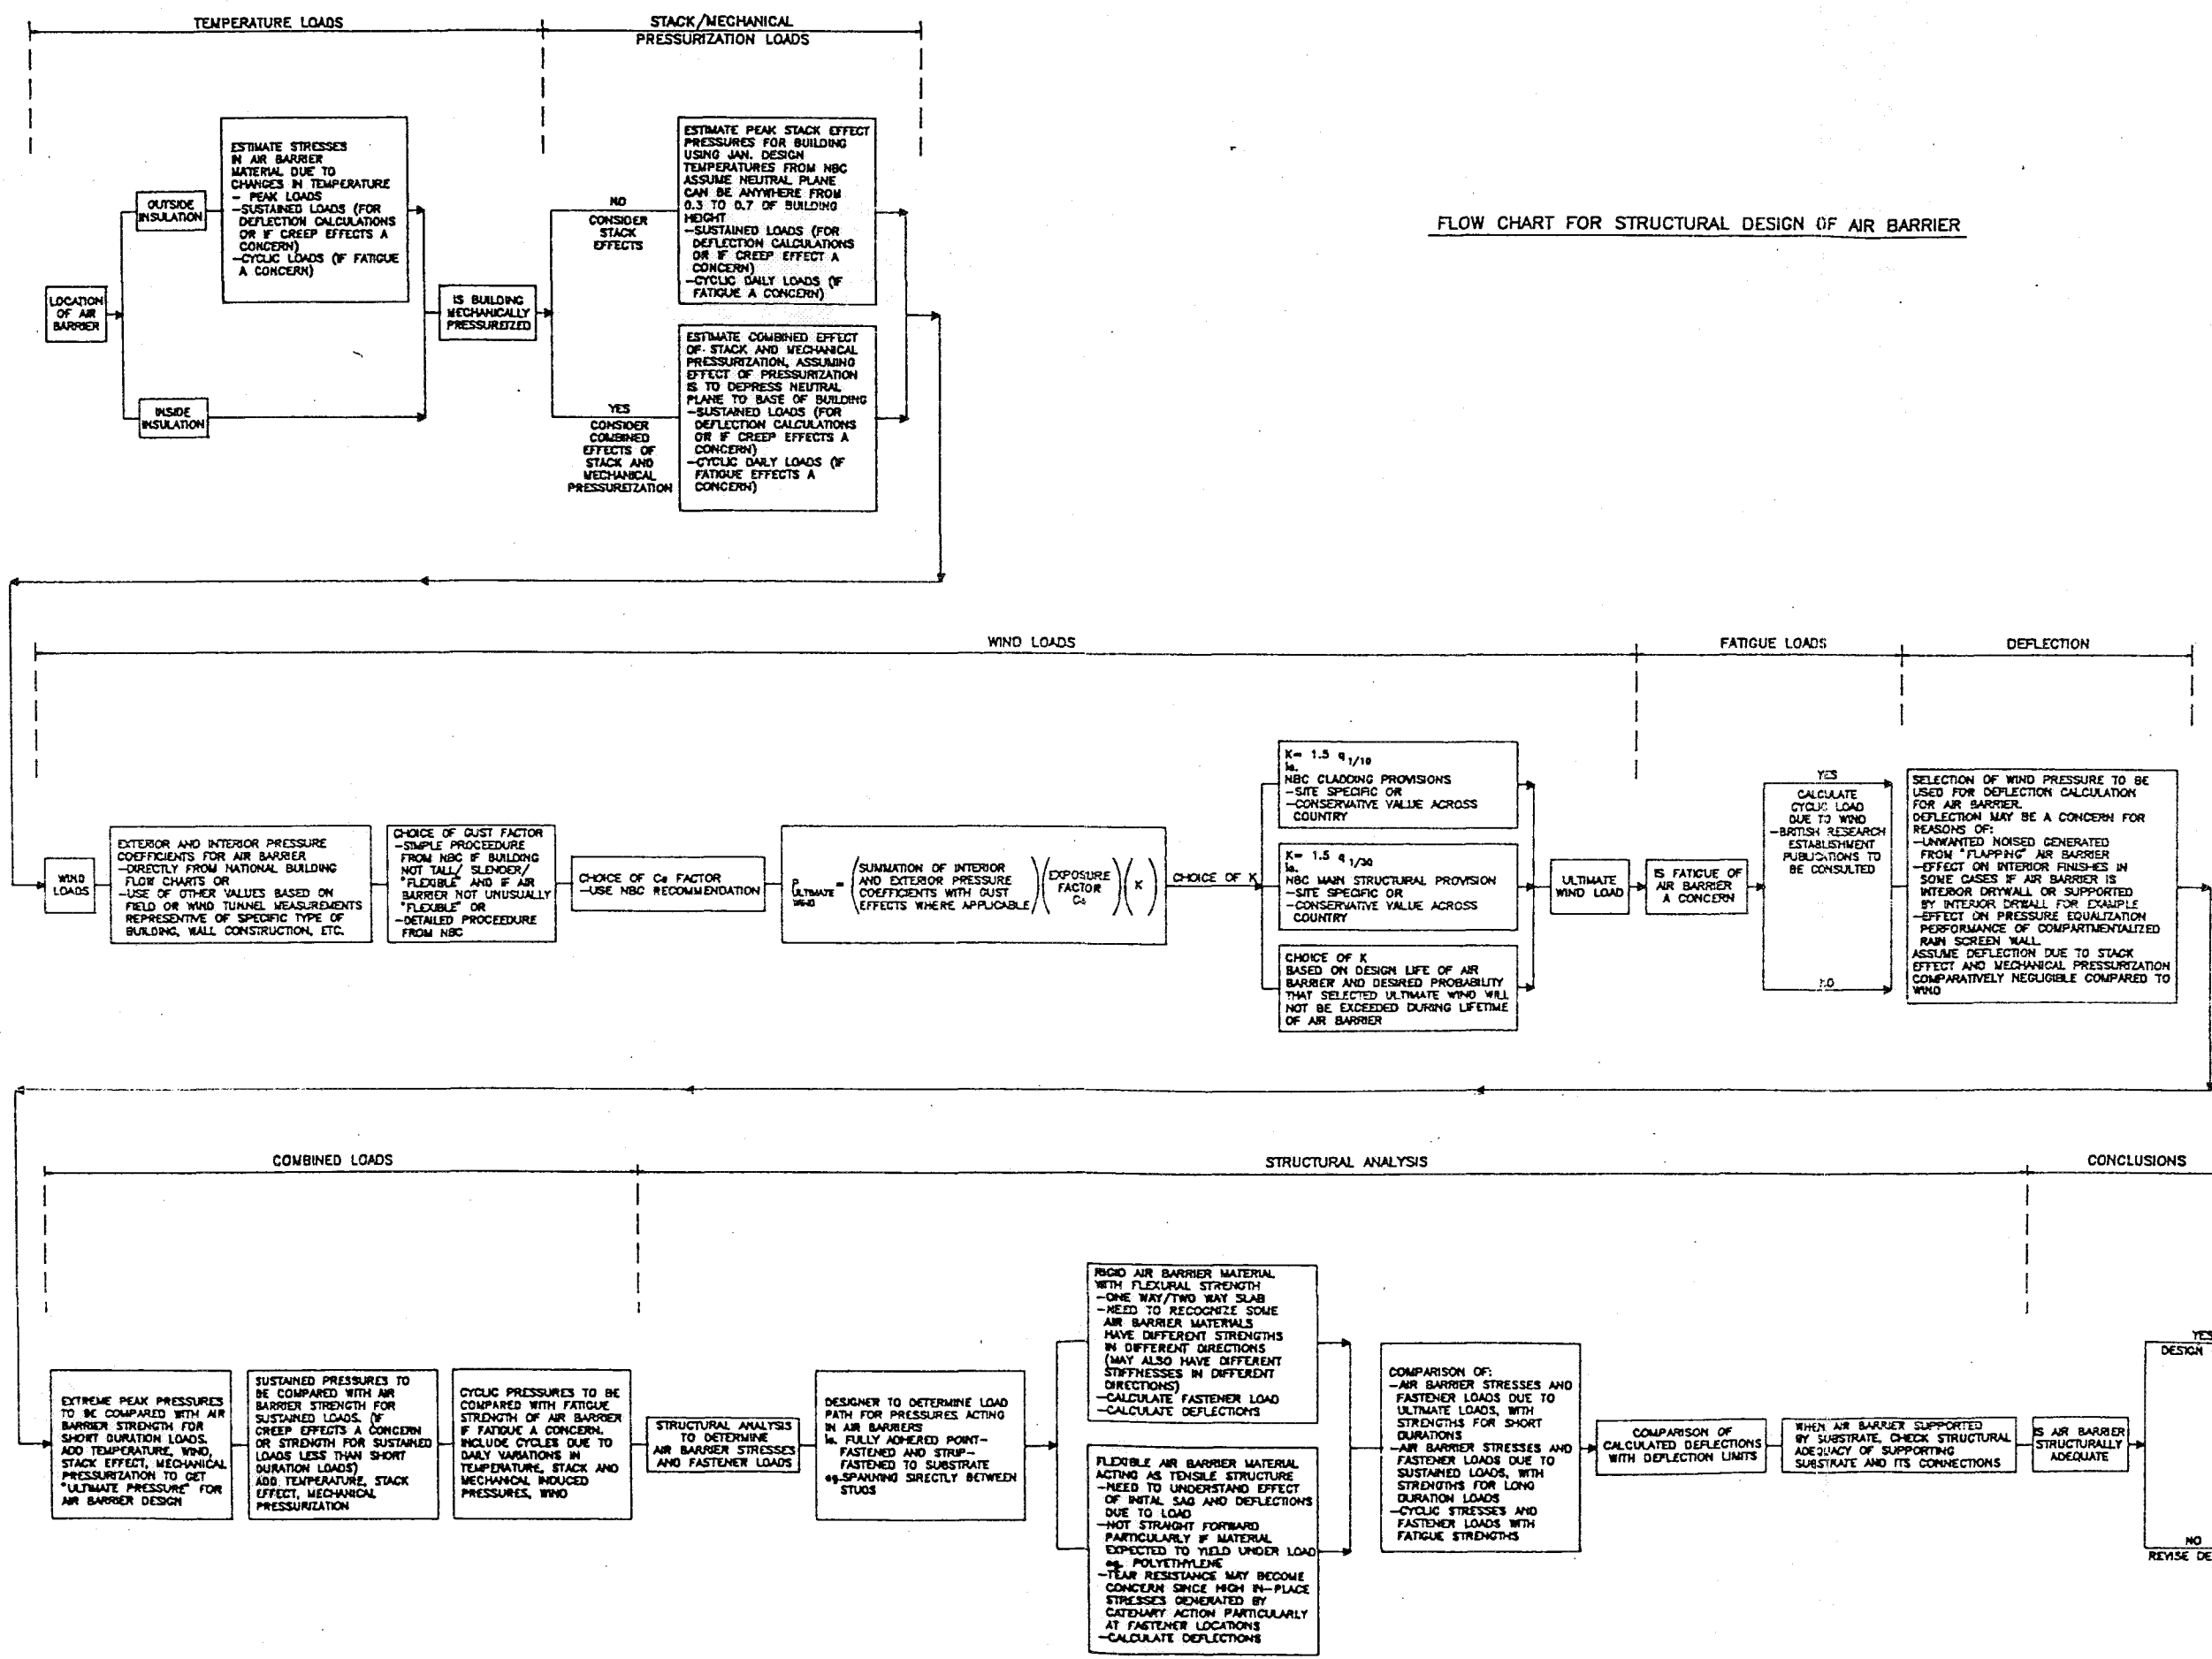 TEMPERATURE LOADS
STACK/MECHANICAL
PRESSURIZATION LOADS
FLOW CHART FOR STRUCTURAL DESIGN OF AIR BARRIER
LOCATION
OF AIR
BARRIER
OUTSIDE
INSULATION
INSIDE
INSULATION
ESTIMATE STRESSES
IN AIR BARRIER
MATERIAL DUE TO
CHANGES IN TEMPERATURE
- PEAK LOADS
-SUSTAINED LOADS (FOR
DEFLECTION CALCULATIONS
OR IF CREEP EFFECTS A
CONCERN)
-CYCLIC LOADS (IF FATIGUE
A CONCERN)
IS BUILDING
MECHANICALLY
PRESSUREIZED
NO
CONSIDER
STACK
EFFECTS
YES
CONSIDER
COMBINED
EFFECTS OF
STACK AND
MECHANICAL
PRESSUREIZATION
ESTIMATE PEAK STACK EFFECT
PRESSURES FOR BUILDING
USING JAN. DESIGN
TEMPERATURES FROM NBC
ASSUME NEUTRAL PLANE
CAN BE ANYWHERE FROM
0.3 TO 0.7 OF BUILDING
HEIGHT
-SUSTAINED LOADS (FOR
DEFLECTION CALCULATIONS
OR IF CREEP EFFECT A
CONCERN)
-CYCLIC DAILY LOADS (IF
FATIGUE A CONCERN)
ESTIMATE COMBINED EFFECT
OF STACK AND MECHANICAL
PRESSURIZATION, ASSUMING
EFFECT OF PRESSURIZATION
IS TO DEPRESS NEUTRAL
PLANE TO BASE OF BUILDING
-SUSTAINED LOADS (FOR
DEFLECTION CALCULATIONS
OR IF CREEP EFFECTS A
CONCERN)
-CYCLIC DAILY LOADS (IF
FATIGUE EFFECTS A
CONCERN)
WIND LOADS
FATIGUE LOADS
DEFLECTION
WIND
LOADS
EXTERIOR AND INTERIOR PRESSURE
COEFFICIENTS FOR AIR BARRIER
-DIRECTLY FROM NATIONAL BUILDING
FLOW CHARTS OR
-USE OF OTHER VALUES BASED ON
FIELD OR WIND TUNNEL MEASUREMENTS
REPRESENTIVE OF SPECIFIC TYPE OF
BUILDING, WALL CONSTRUCTION, ETC.
CHOICE OF GUST FACTOR
-SIMPLE PROCEEDURE
FROM NBC IF BUILDING
NOT TALL/ SLENDER/
"FLEXIBLE" AND IF AIR
BARRIER NOT UNUSUALLY
"FLEXIBLE" OR
-DETAILED PROCEEDURE
FROM NBC
CHOICE OF Ce FACTOR
-USE NBC RECOMMENDATION
P ULTIMATE WIND = (SUMMATION OF INTERIOR
AND EXTERIOR PRESSURE
COEFFICIENTS WITH GUST
EFFECTS WHERE APPLICABLE) (EXPOSURE
FACTOR
Ce) (K)
CHOICE OF K
K= 1.5 q 1/10
ie.
NBC CLADDING PROVISIONS
-SITE SPECIFIC OR
-CONSERVATIVE VALUE ACROSS
COUNTRY
K= 1.5 q 1/30
ie.
NBC MAIN STRUCTURAL PROVISION
-SITE SPECIFIC OR
-CONSERVATIVE VALUE ACROSS
COUNTRY
CHOICE OF K
BASED ON DESIGN LIFE OF AIR
BARRIER AND DESIRED PROBABILITY
THAT SELECTED ULTIMATE WIND WILL
NOT BE EXCEEDED DURING LIFETIME
OF AIR BARRIER
ULTIMATE
WIND LOAD
IS FATIGUE OF
AIR BARRIER
A CONCERN
YES
CALCULATE
CYCLIC LOAD
DUE TO WIND
-BRITISH RESEARCH
ESTABLISHMENT
PUBLICATIONS TO
BE CONSULTED
NO
SELECTION OF WIND PRESSURE TO BE
USED FOR DEFLECTION CALCULATION
FOR AIR BARRIER.
DEFLECTION MAY BE A CONCERN FOR
REASONS OF:
-UNWANTED NOISED GENERATED
FROM "FLAPPING" AIR BARRIER
-EFFECT ON INTERIOR FINISHES IN
SOME CASES IF AIR BARRIER IS
INTERIOR DRYWALL OR SUPPORTED
BY INTERIOR DRWALL FOR EXAMPLE
-EFFECT ON PRESSURE EQUALIZATION
PERFORMANCE OF COMPARTMENTALIZED
RAIN SCREEN WALL
ASSUME DEFLECTION DUE TO STACK
EFFECT AND MECHANICAL PRESSURIZATION
COMPARATIVELY NEGLIGIBLE COMPARED TO
WIND
COMBINED LOADS
STRUCTURAL ANALYSIS
CONCLUSIONS
EXTREME PEAK PRESSURES
TO BE COMPARED WITH AIR
BARRIER STRENGTH FOR
SHORT DURATION LOADS.
ADD TEMPERATURE, WIND,
STACK EFFECT, MECHANICAL
PRESSURIZATION TO GET
"ULTIMATE PRESSURE" FOR
AIR BARRIER DESIGN
SUSTAINED PRESSURES TO
BE COMPARED WITH AIR
BARRIER STRENGTH FOR
SUSTAINED LOADS. (IF
CREEP EFFECTS A CONCERN
OR STRENGTH FOR SUSTAINED
LOADS LESS THAN SHORT
DURATION LOADS)
ADD TEMPERATURE, STACK
EFFECT, MECHANICAL
PRESSURIZATION
CYCLIC PRESSURES TO BE
COMPARED WITH FATIGUE
STRENGTH OF AIR BARRIER
IF FATIGUE A CONCERN.
INCLUDE CYCLES DUE TO
DAILY VARIATIONS IN
TEMPERATURE, STACK AND
MECHANICAL INDUCED
PRESSURES, WIND
STRUCTURAL ANALYSIS
TO DETERMINE
AIR BARRIER STRESSES
AND FASTENER LOADS
DESIGNER TO DETERMINE LOAD
PATH FOR PRESSURES ACTING
IN AIR BARRIERS
ie. FULLY ADHERED POINT-
FASTENED AND STRIP-
FASTENED TO SUBSTRATE
eg.SPANNING SIRECTLY BETWEEN
STUGS
RIGID AIR BARRIER MATERIAL
WITH FLEXURAL STRENGTH
-ONE WAY/TWO WAY SLAB
-NEED TO RECOGNIZE SOME
AIR BARRIER MATERIALS
HAVE DIFFERENT STRENGTHS
IN DIFFERENT DIRECTIONS
(MAY ALSO HAVE DIFFERENT
STIFFNESSES IN DIFFERENT
DIRECTIONS)
-CALCULATE FASTENER LOAD
-CALCULATE DEFLECTIONS
FLEXIBLE AIR BARRIER MATERIAL
ACTING AS TENSILE STRUCTURE
-NEED TO UNDERSTAND EFFECT
OF INITAL SAG AND DEFLECTIONS
DUE TO LOAD
-NOT STRAIGHT FORWARD
PARTICULARLY IF MATERIAL
EXPECTED TO YIELD UNDER LOAD
eg. POLYETHYLENE
-TEAR RESISTANCE MAY BECOME
CONCERN SINCE HIGH IN-PLACE
STRESSES GENERATED BY
CATENARY ACTION PARTICULARLY
AT FASTENER LOCATIONS
-CALCULATE DEFLECTIONS
COMPARISON OF:
-AIR BARRIER STRESSES AND
FASTENER LOADS DUE TO
ULTIMATE LOADS, WITH
STRENGTHS FOR SHORT
DURATIONS
-AIR BARRIER STRESSES AND
FASTENER LOADS DUE TO
SUSTAINED LOADS, WITH
STRENGTHS FOR LONG
DURATION LOADS
-CYCLIC STRESSES AND
FASTENER LOADS WITH
FATIGUE STRENGTHS
COMPARISON OF
CALCULATED DEFLECTIONS
WITH DEFLECTION LIMITS
WHEN AIR BARRIER SUPPORTED
BY SUBSTRATE, CHECK STRUCTURAL
ADEQUACY OF SUPPORTING
SUBSTRATE AND ITS CONNECTIONS
IS AIR BARRIER
STRUCTURALLY
ADEQUATE
YES
DESIGN
NO
REVISE DE